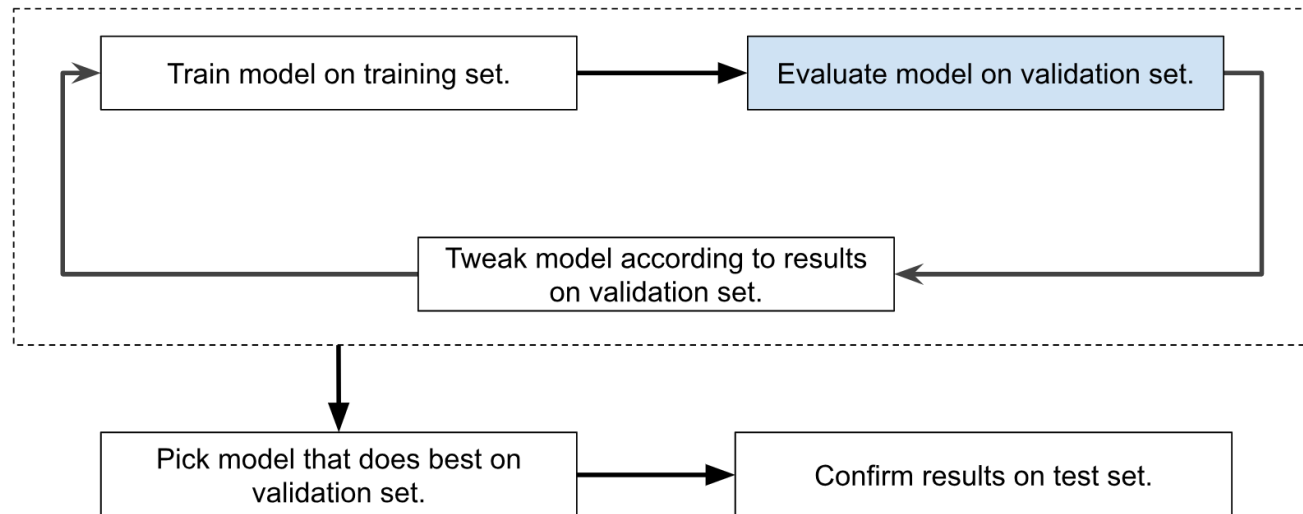 Train model on training set.
Evaluate model on validation set.
Tweak model according to results
on validation set.
Pick model that does best on
validation set.
Confirm results on test set.